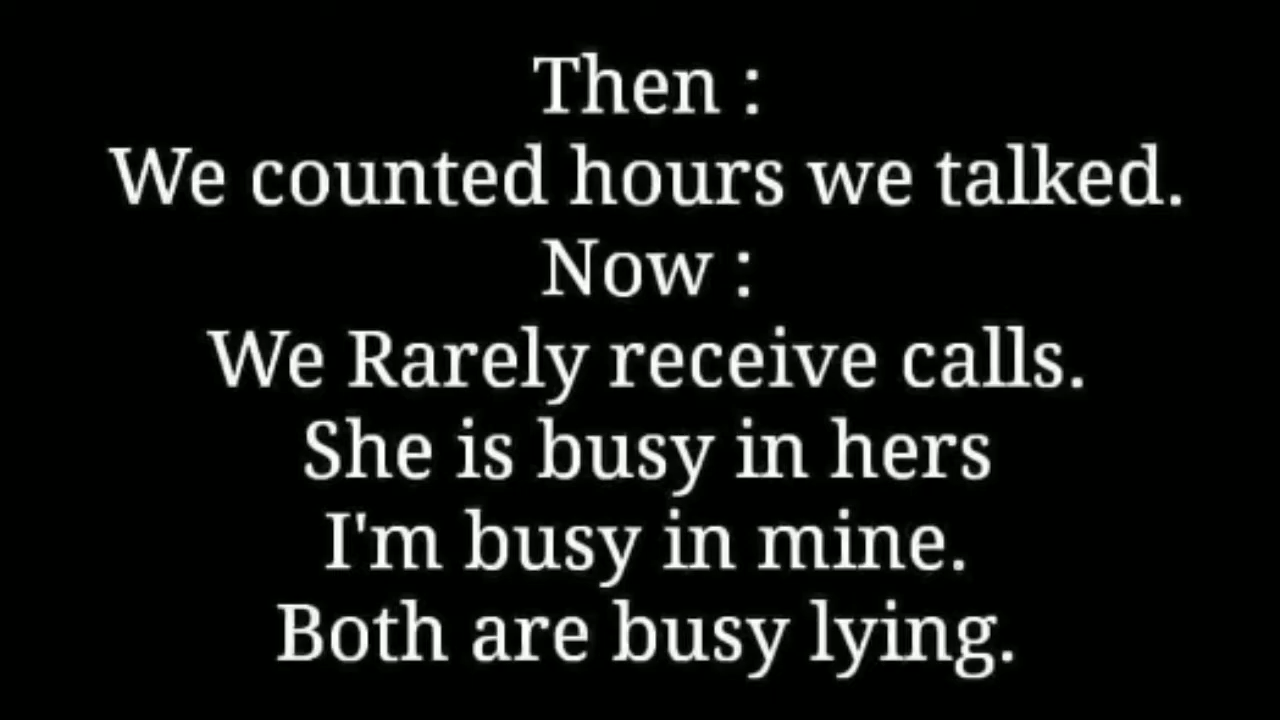 Then :
We counted hours we talked.
Now :
We Rarely receive calls.
She is busy in hers
I'm busy in mine.
Both are busy lying.